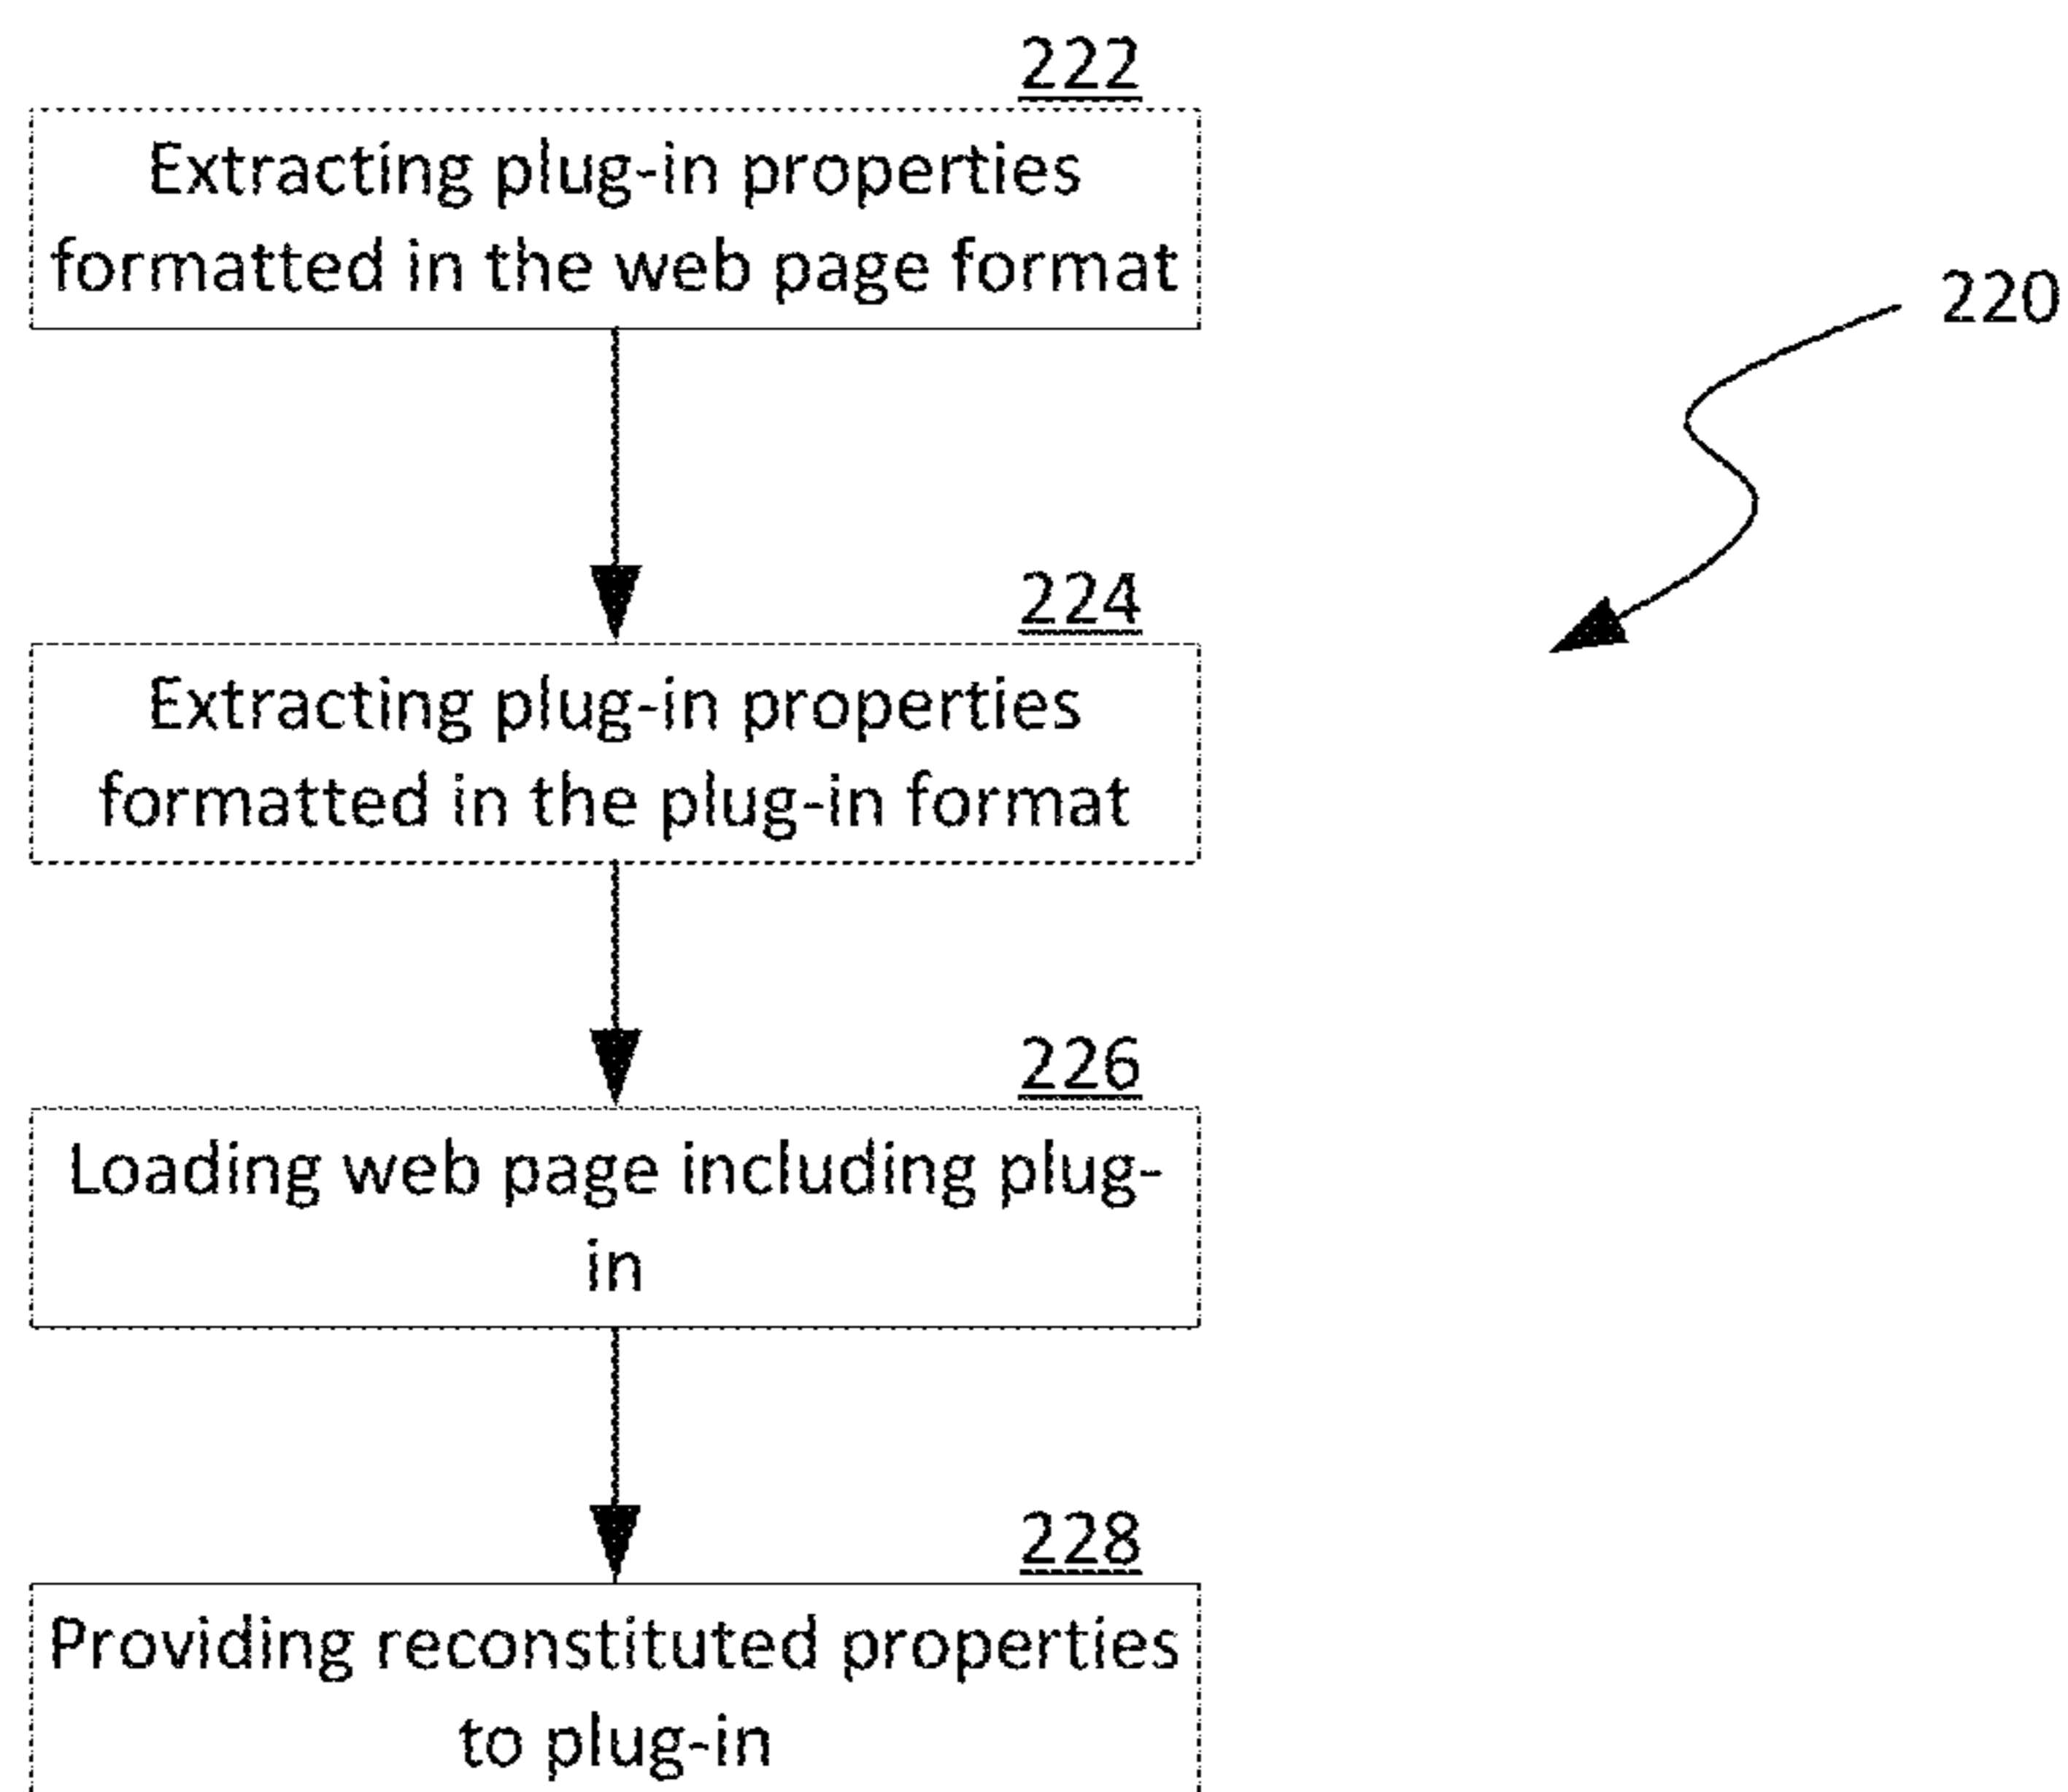 222
Extracting plug-in properties
formatted in the web page format
220
224
Extracting plug-in properties
formatted in the plug-in format
226
Loading web page including plug-
in
228
Providing reconstituted properties
to plug-in